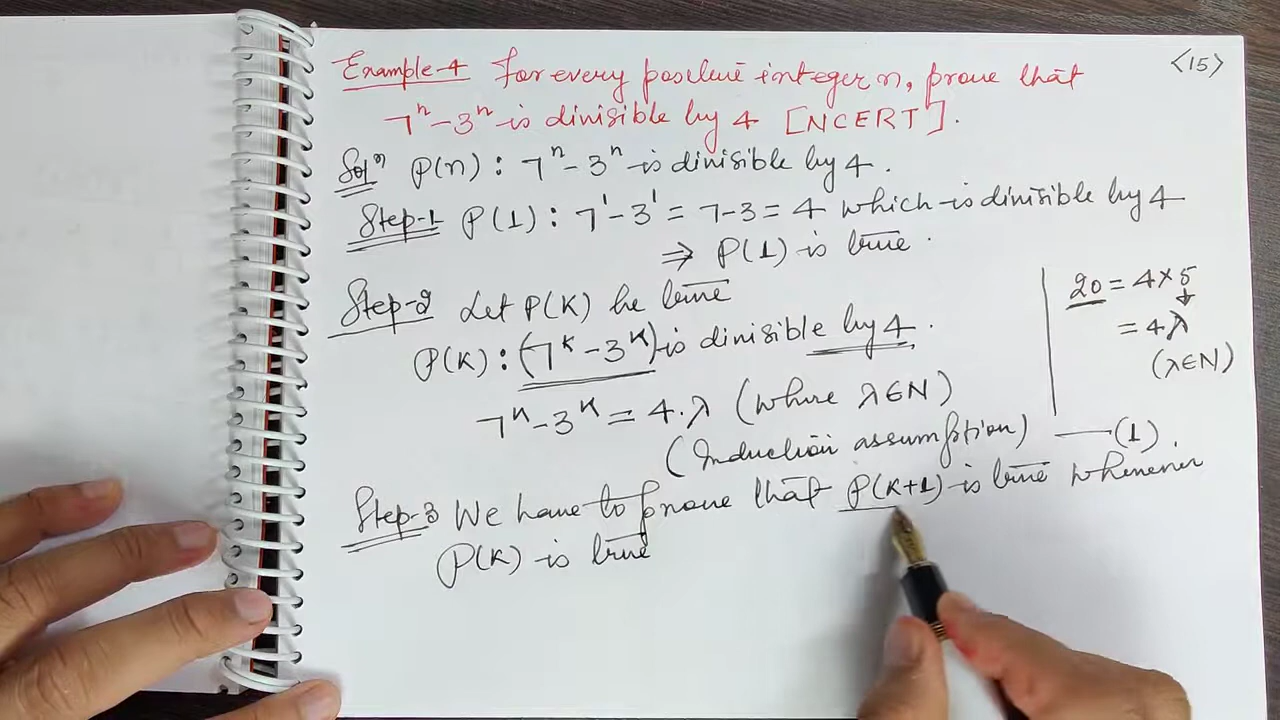 Example-4 for every positive integer n, prove that <15>
7ⁿ - 3ⁿ is divisible by 4 [NCERT].
Solⁿ P(n) : 7ⁿ - 3ⁿ is divisible by 4.
Step-1 P(1) : 7¹ - 3¹ = 7-3 = 4 which is divisible by 4
⇒ P(1) is true.
Step-2 Let P(K) be true
P(K) : (7ᴷ - 3ᴷ) is divisible by 4.
7ᴷ - 3ᴷ = 4.λ (where λ∈N)
(Induction assumption) —(1).
Step-3 We have to prove that P(K+1) is true whenever
P(K) is true
20 = 4×5
= 4λ
(λ∈N)